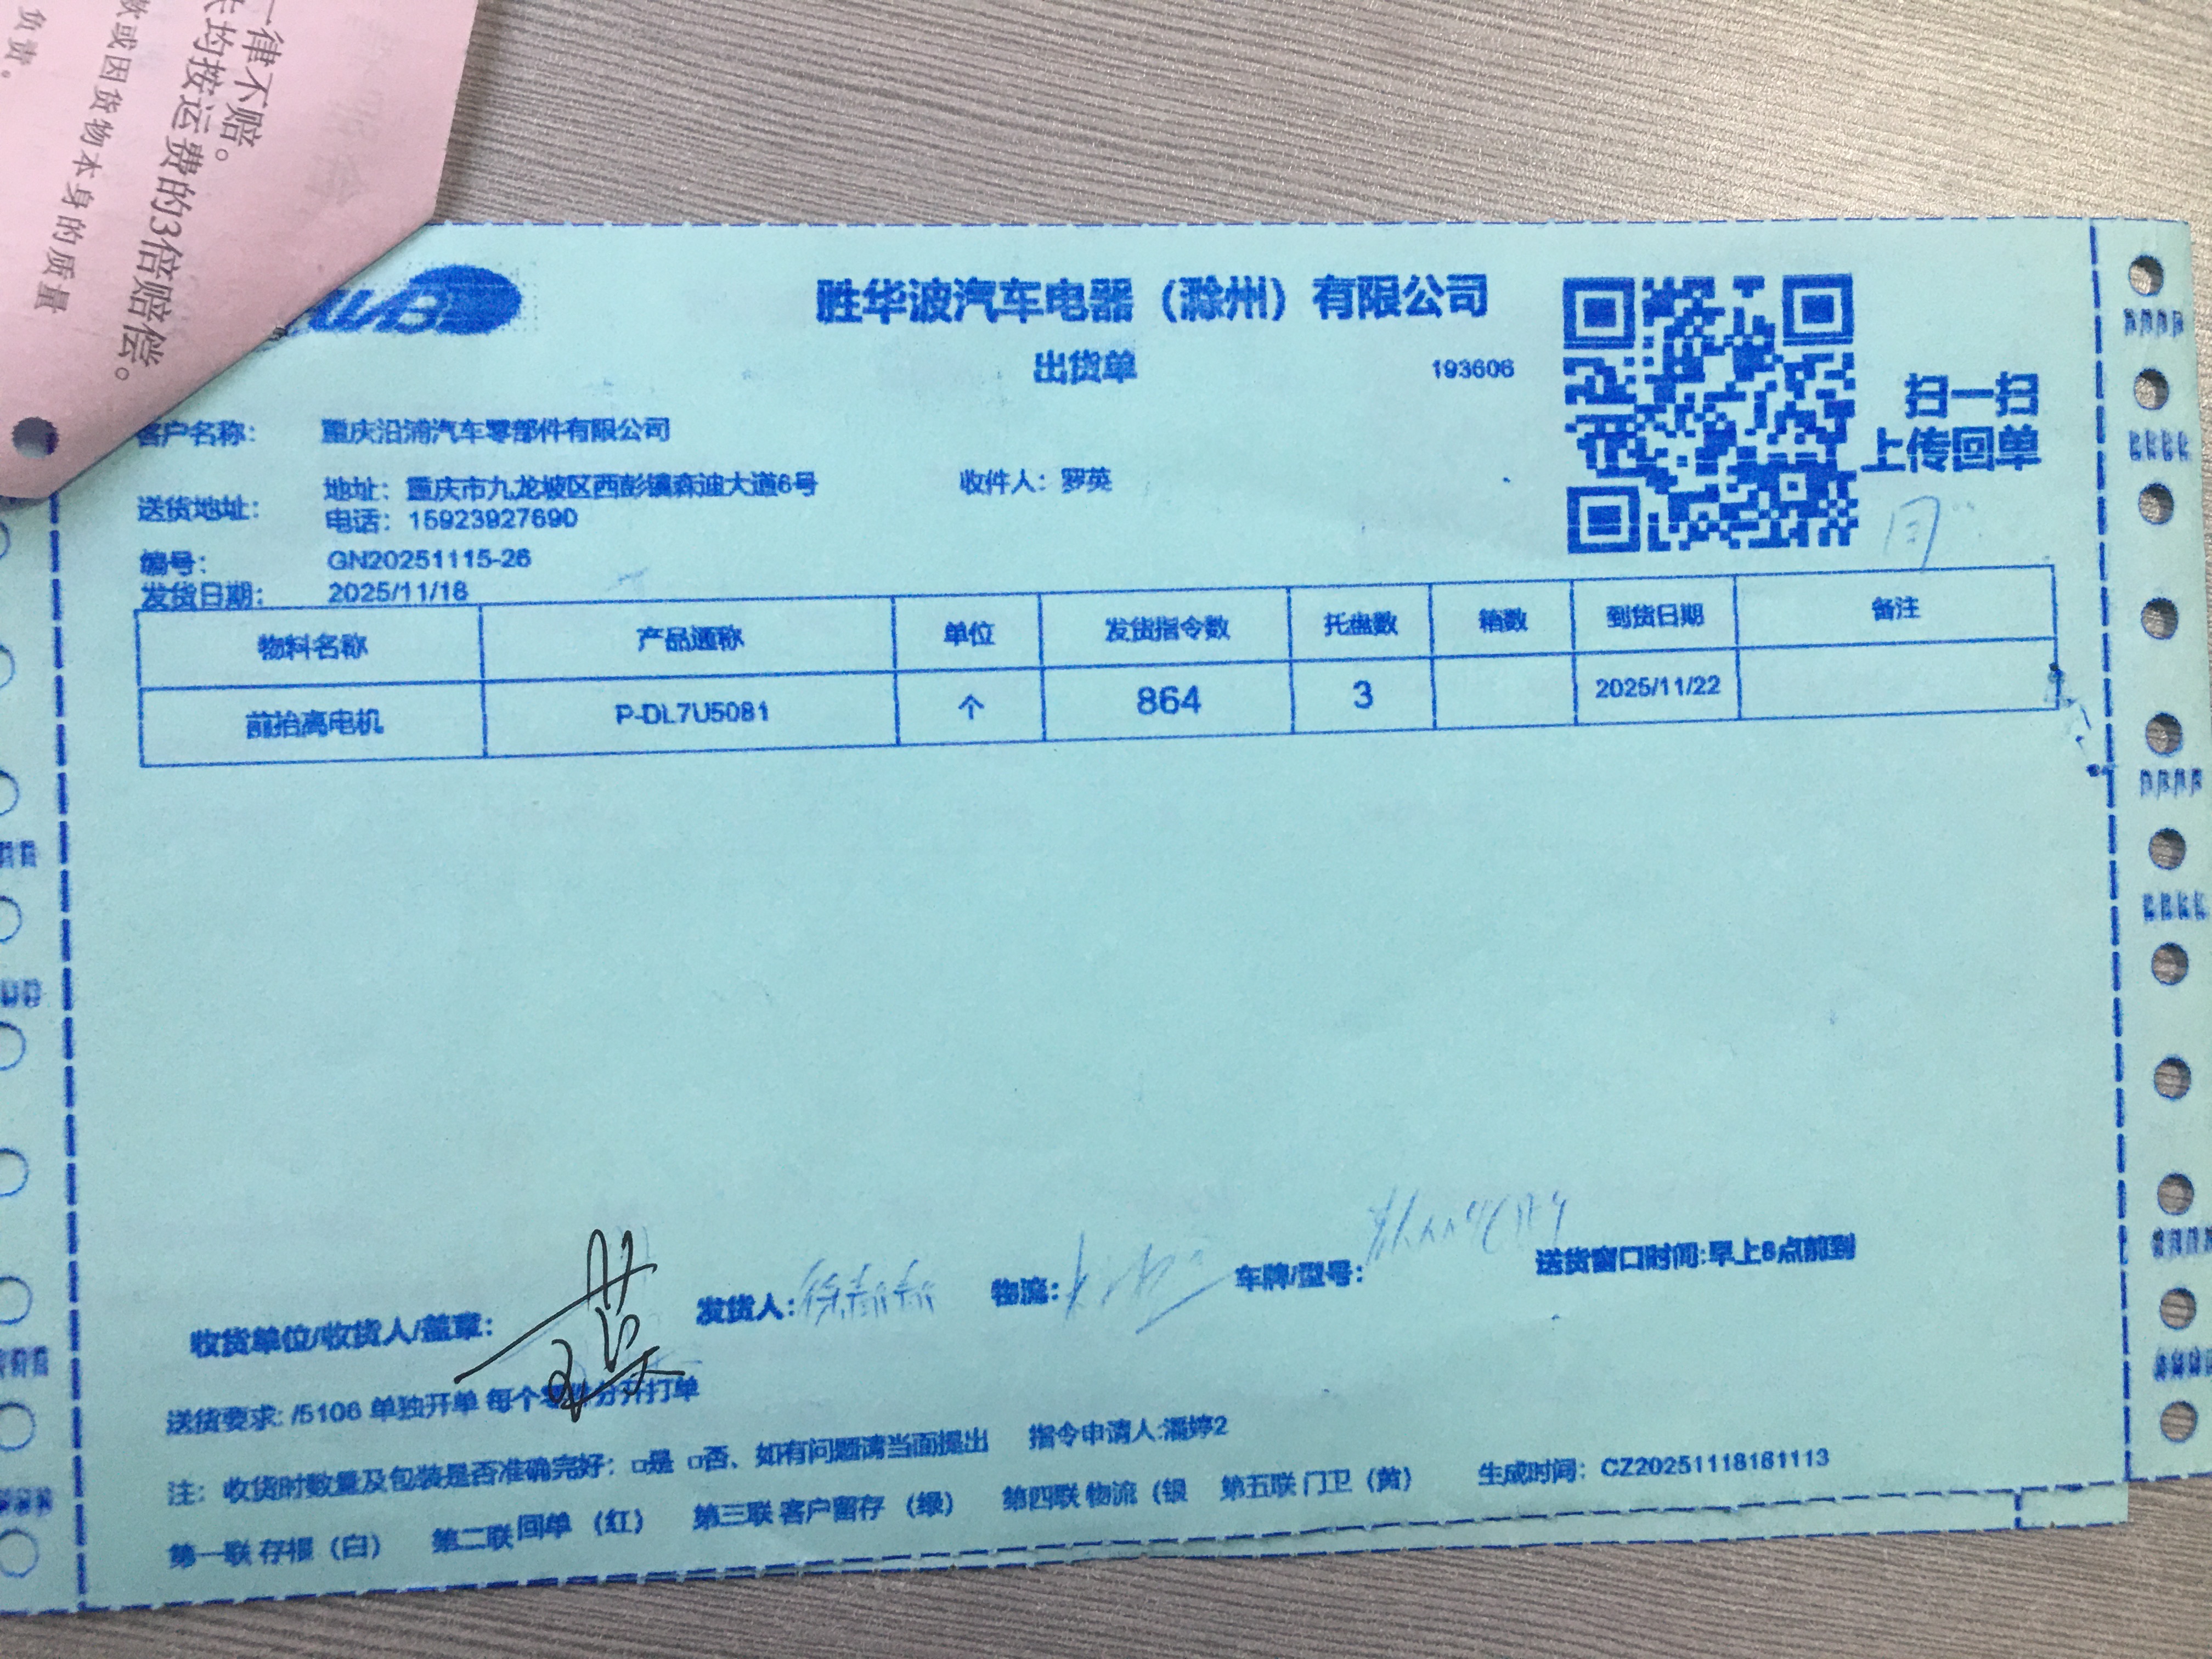 一律不赔。
均按运费的3倍赔偿。
或因货物本身的质量
负责。
胜华波汽车电器（滁州）有限公司
出货单
193606
扫一扫
上传回单
客户名称： 重庆沿浦汽车零部件有限公司
送货地址： 地址：重庆市九龙坡区西彭镇森迪大道6号 收件人：罗英
电话：15923927690
编号： GN20251115-26
发货日期： 2025/11/18
物料名称 产品通称 单位 发货指令数 托盘数 箱数 到货日期 备注
前抬高电机 P-DL7U5081 个 864 3 2025/11/22
收货单位/收货人/盖章： 发货人： 物流： 车牌/型号： 送货窗口时间:早上8点前到
送货要求: /5106 单独开单 每个零件分开打单
注： 收货时数量及包装是否准确完好：□是 □否、如有问题请当面提出 指令申请人:潘婷2
第一联 存根（白） 第二联 回单（红） 第三联 客户留存（绿） 第四联 物流（银 第五联 门卫（黄） 生成时间：CZ20251118181113